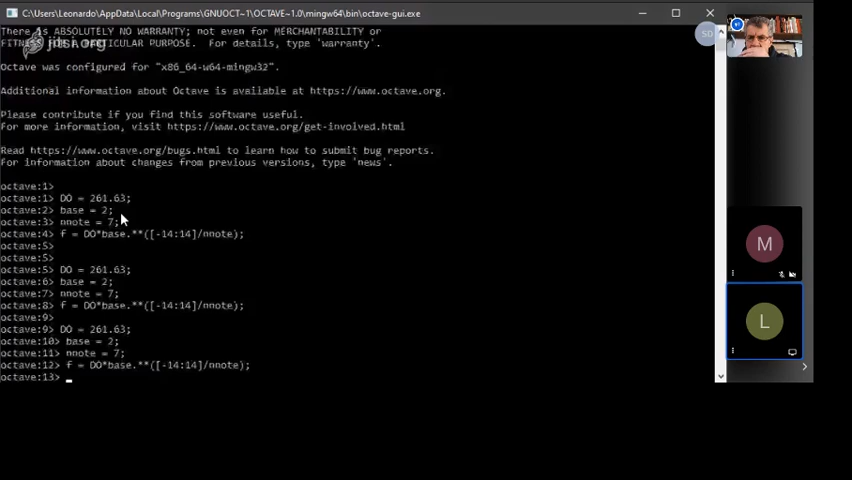 C:\Users\Leonardo\AppData\Local\Programs\GNUOCT~1\OCTAVE~1.0\mingw64\bin\octave-gui.exe
There is ABSOLUTELY NO WARRANTY; not even for MERCHANTABILITY or
FITNESS FOR A PARTICULAR PURPOSE.  For details, type 'warranty'.
Octave was configured for "x86_64-w64-mingw32".
Additional information about Octave is available at https://www.octave.org.
Please contribute if you find this software useful.
For more information, visit https://www.octave.org/get-involved.html
Read https://www.octave.org/bugs.html to learn how to submit bug reports.
For information about changes from previous versions, type 'news'.
octave:1>
octave:1> DO = 261.63;
octave:2> base = 2;
octave:3> nnote = 7;
octave:4> f = DO*base.**([-14:14]/nnote);
octave:5>
octave:5>
octave:5> DO = 261.63;
octave:6> base = 2;
octave:7> nnote = 7;
octave:8> f = DO*base.**([-14:14]/nnote);
octave:9>
octave:9> DO = 261.63;
octave:10> base = 2;
octave:11> nnote = 7;
octave:12> f = DO*base.**([-14:14]/nnote);
octave:13>
SD
M
L